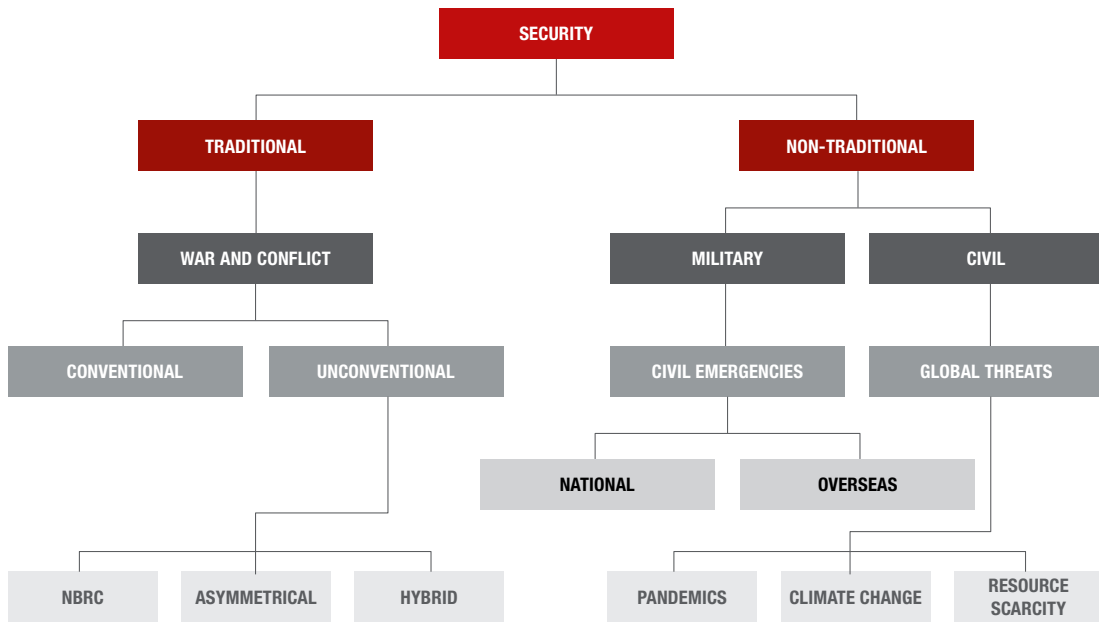 SECURITY
TRADITIONAL
NON-TRADITIONAL
WAR AND CONFLICT
MILITARY
CIVIL
CONVENTIONAL
UNCONVENTIONAL
CIVIL EMERGENCIES
GLOBAL THREATS
NATIONAL
OVERSEAS
NBRC
ASYMMETRICAL
HYBRID
PANDEMICS
CLIMATE CHANGE
RESOURCE
SCARCITY